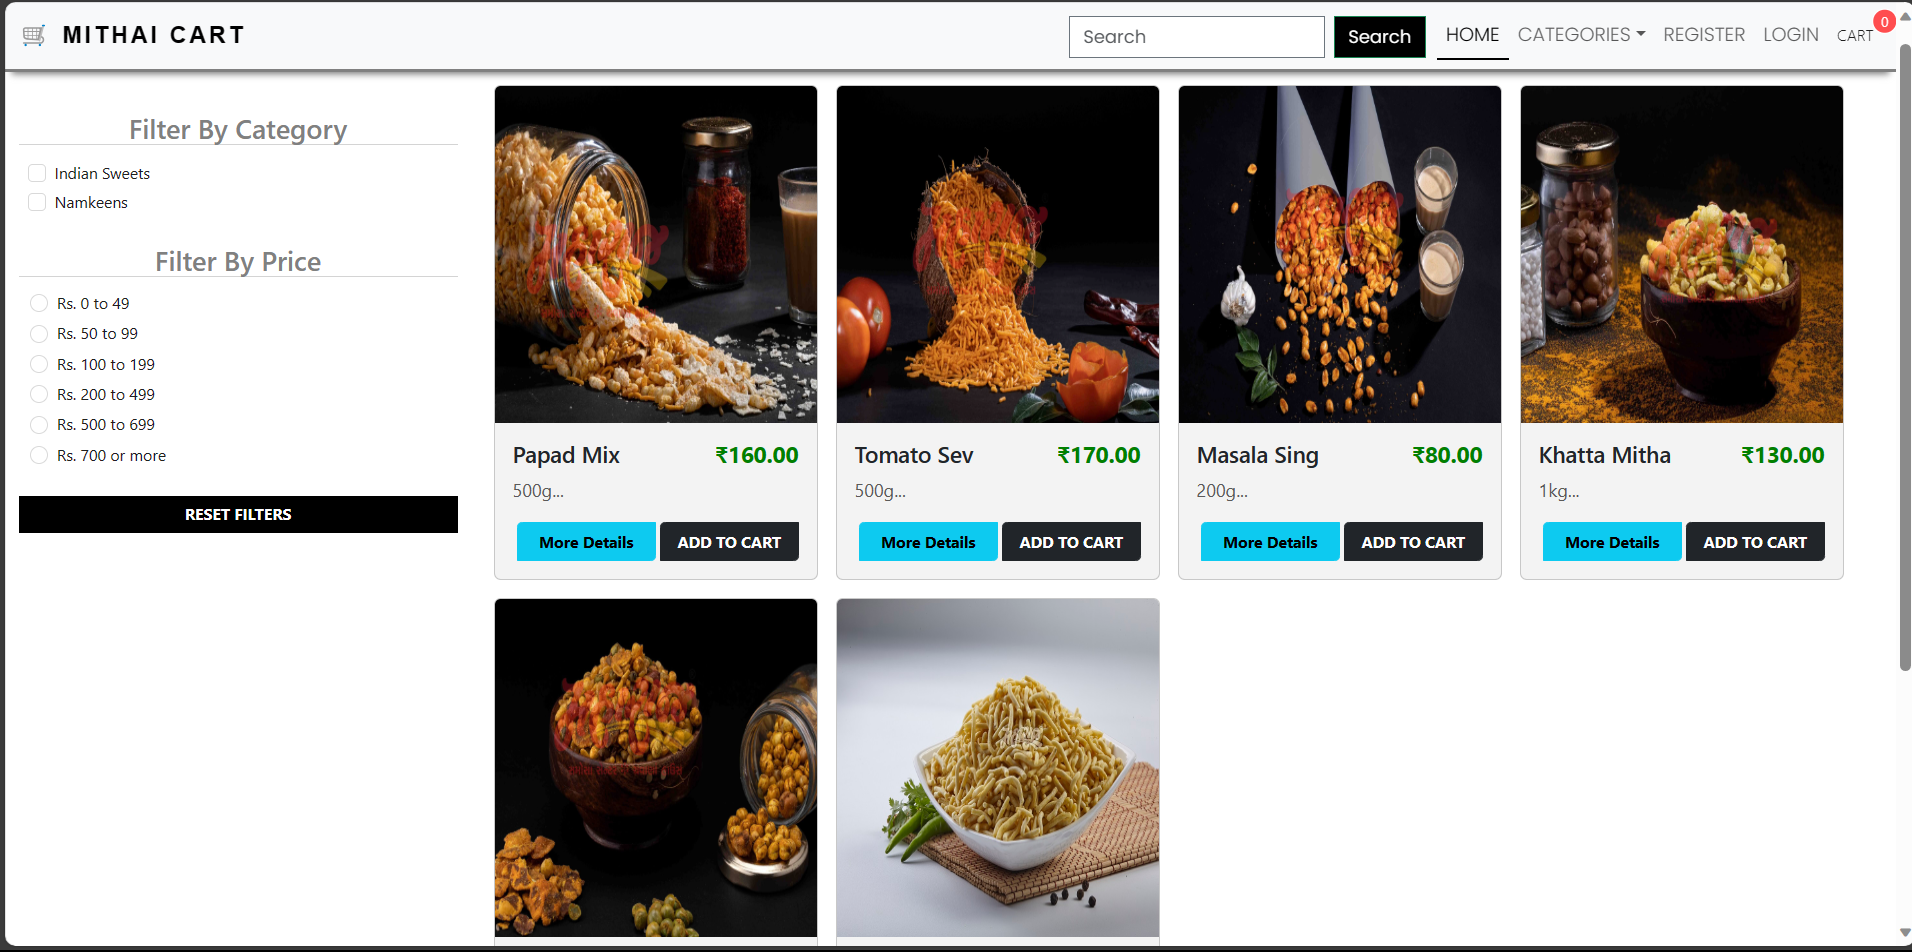 MITHAI CART
Search
Search
HOME
CATEGORIES
REGISTER
LOGIN
CART
0
Filter By Category
Indian Sweets
Namkeens
Filter By Price
Rs. 0 to 49
Rs. 50 to 99
Rs. 100 to 199
Rs. 200 to 499
Rs. 500 to 699
Rs. 700 or more
RESET FILTERS
Papad Mix ₹160.00
500g...
More Details ADD TO CART
Tomato Sev ₹170.00
500g...
More Details ADD TO CART
Masala Sing ₹80.00
200g...
More Details ADD TO CART
Khatta Mitha ₹130.00
1kg...
More Details ADD TO CART